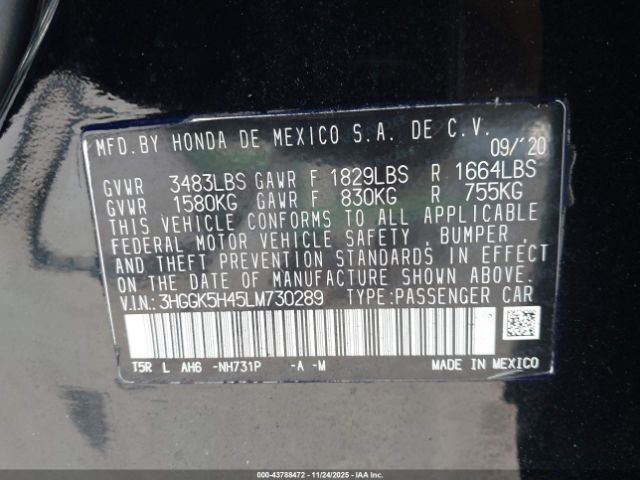 MFD. BY HONDA DE MEXICO S.A. DE C.V.
09/'20
GVWR 3483LBS GAWR F 1829LBS R 1664LBS
GVWR 1580KG GAWR F 830KG R 755KG
THIS VEHICLE CONFORMS TO ALL APPLICABLE
FEDERAL MOTOR VEHICLE SAFETY , BUMPER ,
AND THEFT PREVENTION STANDARDS IN EFFECT
ON THE DATE OF MANUFACTURE SHOWN ABOVE.
V.I.N.: 3HGGK5H45LM730289 TYPE:PASSENGER CAR
T5R L AH6 -NH731P -A -M MADE IN MEXICO
000-43788472 - 11/24/2025 - IAAI.COM